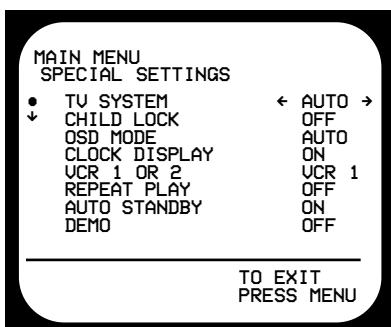 MAIN MENU
SPECIAL SETTINGS
● TV SYSTEM ← AUTO →
↓ CHILD LOCK OFF
OSD MODE AUTO
CLOCK DISPLAY ON
VCR 1 OR 2 VCR 1
REPEAT PLAY OFF
AUTO STANDBY ON
DEMO OFF
TO EXIT
PRESS MENU